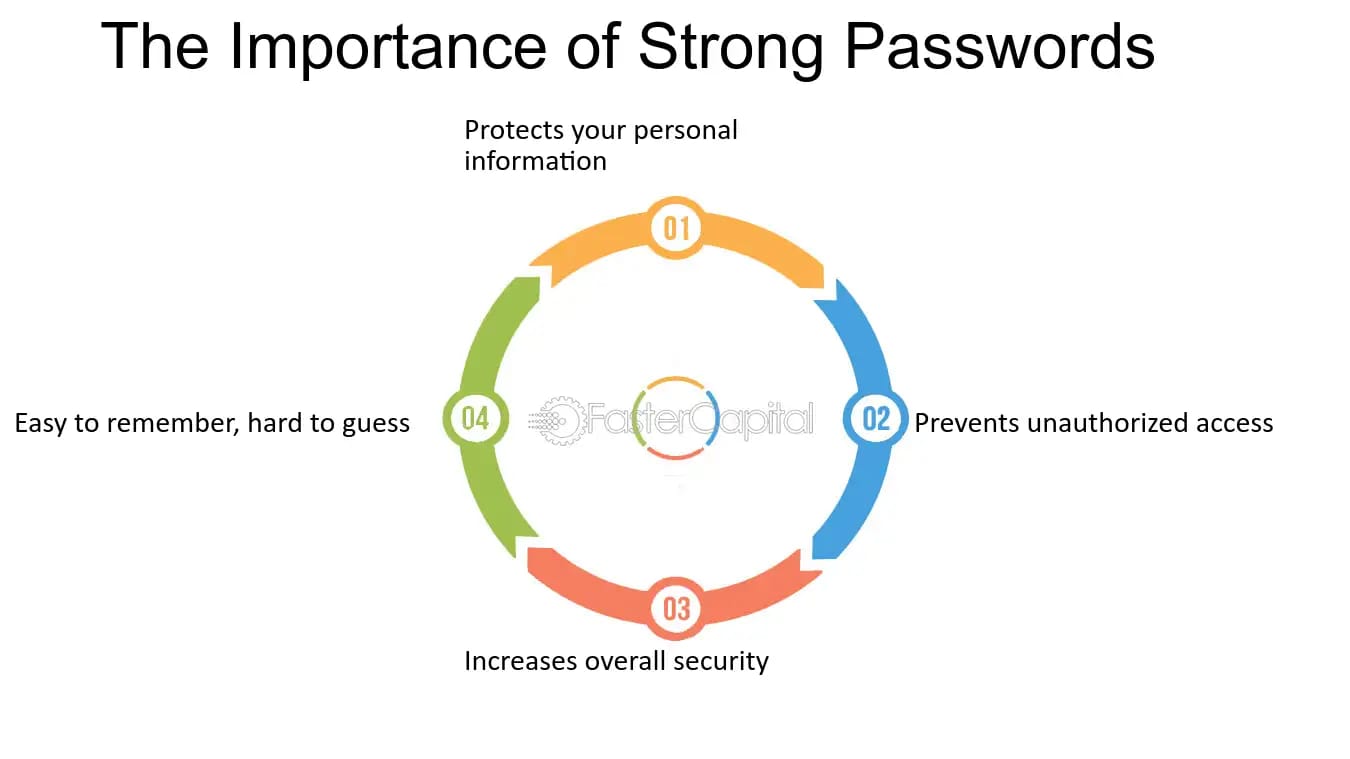 The Importance of Strong Passwords
Protects your personal
information
01
02
Prevents unauthorized access
03
Increases overall security
04
Easy to remember, hard to guess
FasterCapital